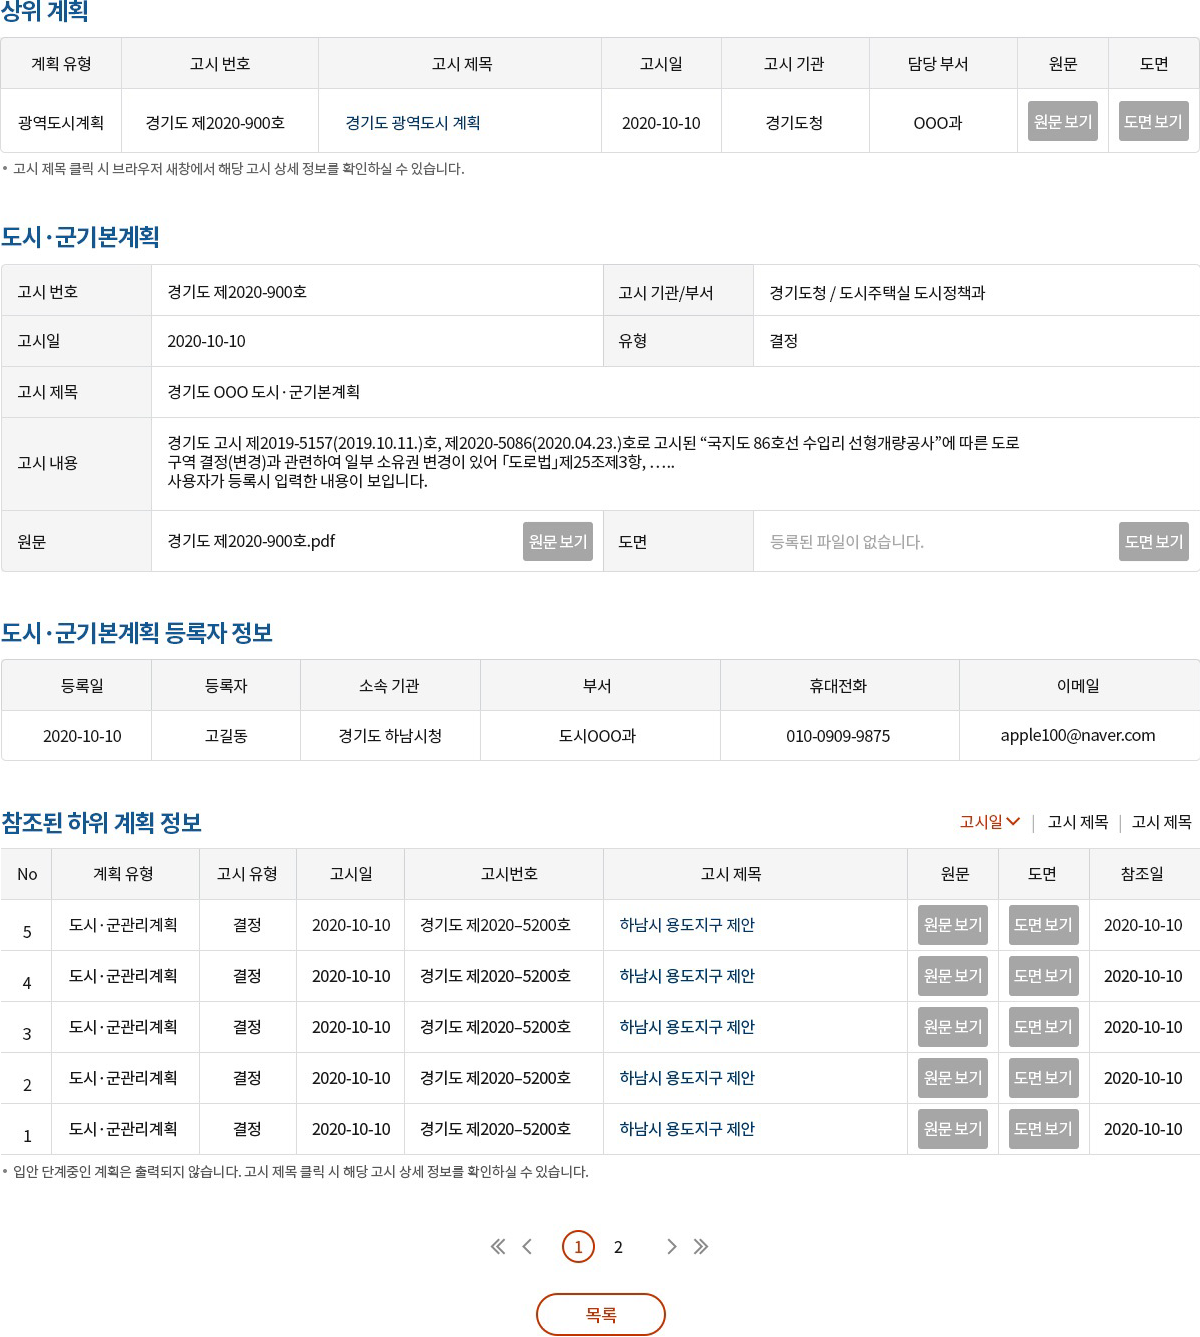 상위 계획
계획 유형 고시 번호 고시 제목 고시일 고시 기관 담당 부서 원문 도면
광역도시계획 경기도 제2020-900호 경기도 광역도시 계획 2020-10-10 경기도청 OOO과 원문 보기 도면 보기
* 고시 제목 클릭 시 브라우저 새창에서 해당 고시 상세 정보를 확인하실 수 있습니다.
도시·군기본계획
고시 번호 경기도 제2020-900호 고시 기관/부서 경기도청 / 도시주택실 도시정책과
고시일 2020-10-10 유형 결정
고시 제목 경기도 OOO 도시·군기본계획
고시 내용
경기도 고시 제2019-5157(2019.10.11.)호, 제2020-5086(2020.04.23.)호로 고시된 “국지도 86호선 수입리 선형개량공사”에 따른 도로
구역 결정(변경)과 관련하여 일부 소유권 변경이 있어 「도로법」제25조제3항, …..
사용자가 등록시 입력한 내용이 보입니다.
원문 경기도 제2020-900호.pdf 원문 보기 도면 등록된 파일이 없습니다. 도면 보기
도시·군기본계획 등록자 정보
등록일 등록자 소속 기관 부서 휴대전화 이메일
2020-10-10 고길동 경기도 하남시청 도시OOO과 010-0909-9875 apple100@naver.com
참조된 하위 계획 정보 고시일 | 고시 제목 | 고시 제목
No 계획 유형 고시 유형 고시일 고시번호 고시 제목 원문 도면 참조일
5 도시·군관리계획 결정 2020-10-10 경기도 제2020–5200호 하남시 용도지구 제안 원문 보기 도면 보기 2020-10-10
4 도시·군관리계획 결정 2020-10-10 경기도 제2020–5200호 하남시 용도지구 제안 원문 보기 도면 보기 2020-10-10
3 도시·군관리계획 결정 2020-10-10 경기도 제2020–5200호 하남시 용도지구 제안 원문 보기 도면 보기 2020-10-10
2 도시·군관리계획 결정 2020-10-10 경기도 제2020–5200호 하남시 용도지구 제안 원문 보기 도면 보기 2020-10-10
1 도시·군관리계획 결정 2020-10-10 경기도 제2020–5200호 하남시 용도지구 제안 원문 보기 도면 보기 2020-10-10
* 입안 단계중인 계획은 출력되지 않습니다. 고시 제목 클릭 시 해당 고시 상세 정보를 확인하실 수 있습니다.
1 2
목록